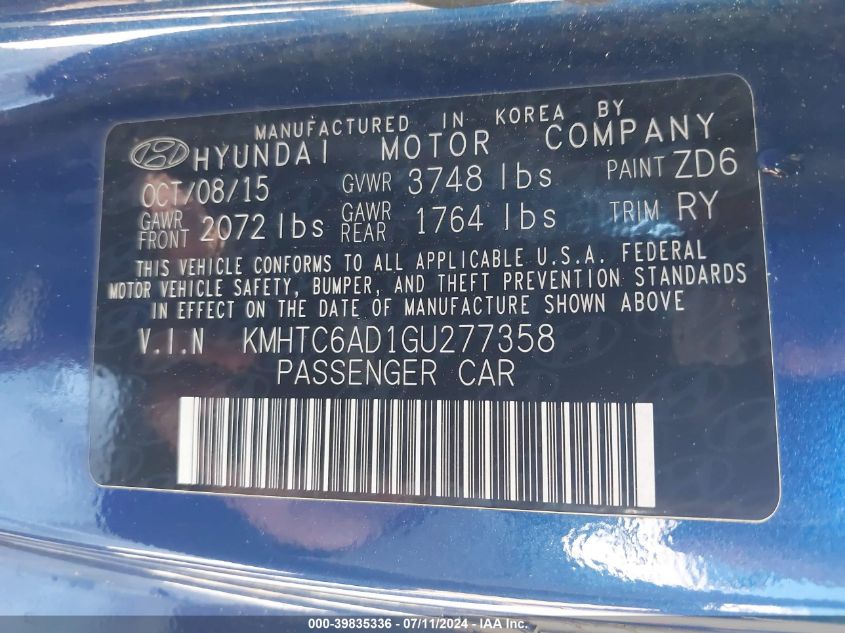 MANUFACTURED IN KOREA BY
HYUNDAI MOTOR COMPANY
OCT/08/15 GVWR 3748 lbs PAINT ZD6
GAWR FRONT 2072 lbs GAWR REAR 1764 lbs TRIM RY
THIS VEHICLE CONFORMS TO ALL APPLICABLE U.S.A. FEDERAL
MOTOR VEHICLE SAFETY, BUMPER, AND THEFT PREVENTION STANDARDS
IN EFFECT ON THE DATE OF MANUFACTURE SHOWN ABOVE
V.I.N KMHTC6AD1GU277358
PASSENGER CAR
000-39835336 - 07/11/2024 - IAA Inc.